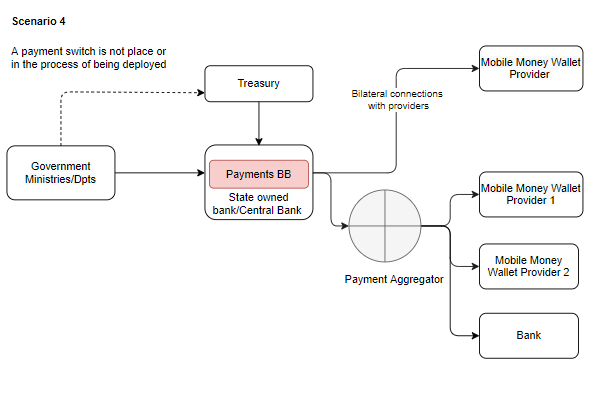 Scenario 4
A payment switch is not place or
in the process of being deployed
Treasury
Mobile Money Wallet
Provider
Bilateral connections
with providers
Government
Ministries/Dpts
Payments BB
State owned
bank/Central Bank
Mobile Money Wallet
Provider 1
Payment Aggregator
Mobile Money
Wallet Provider 2
Bank